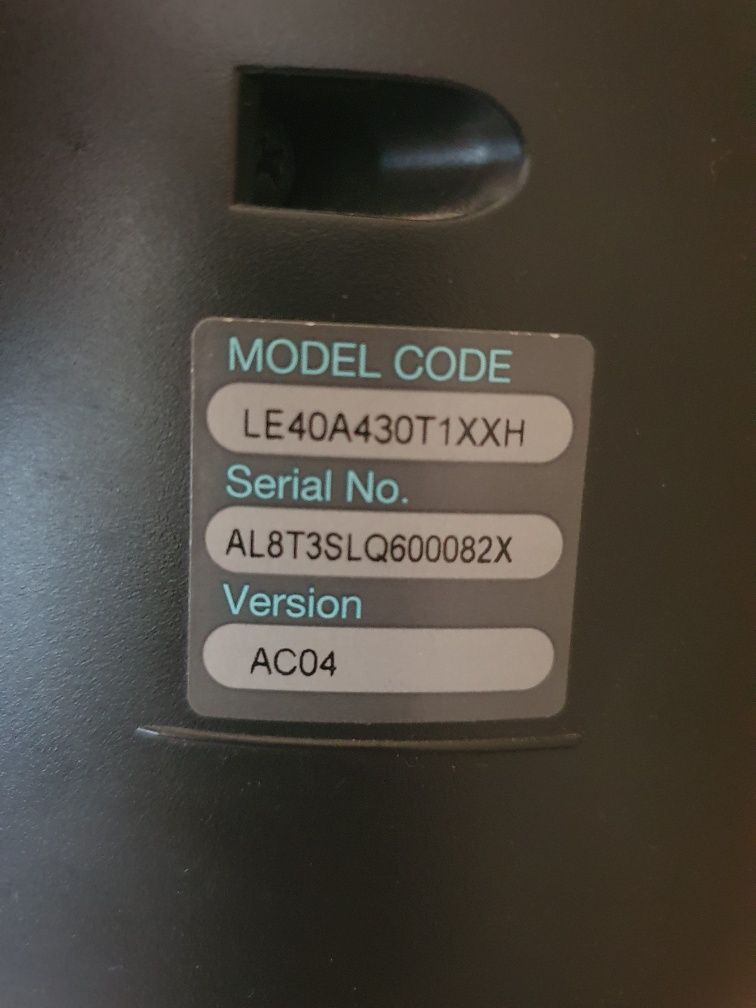 MODEL CODE
LE40A430T1XXH
Serial No.
AL8T3SLQ600082X
Version
AC04